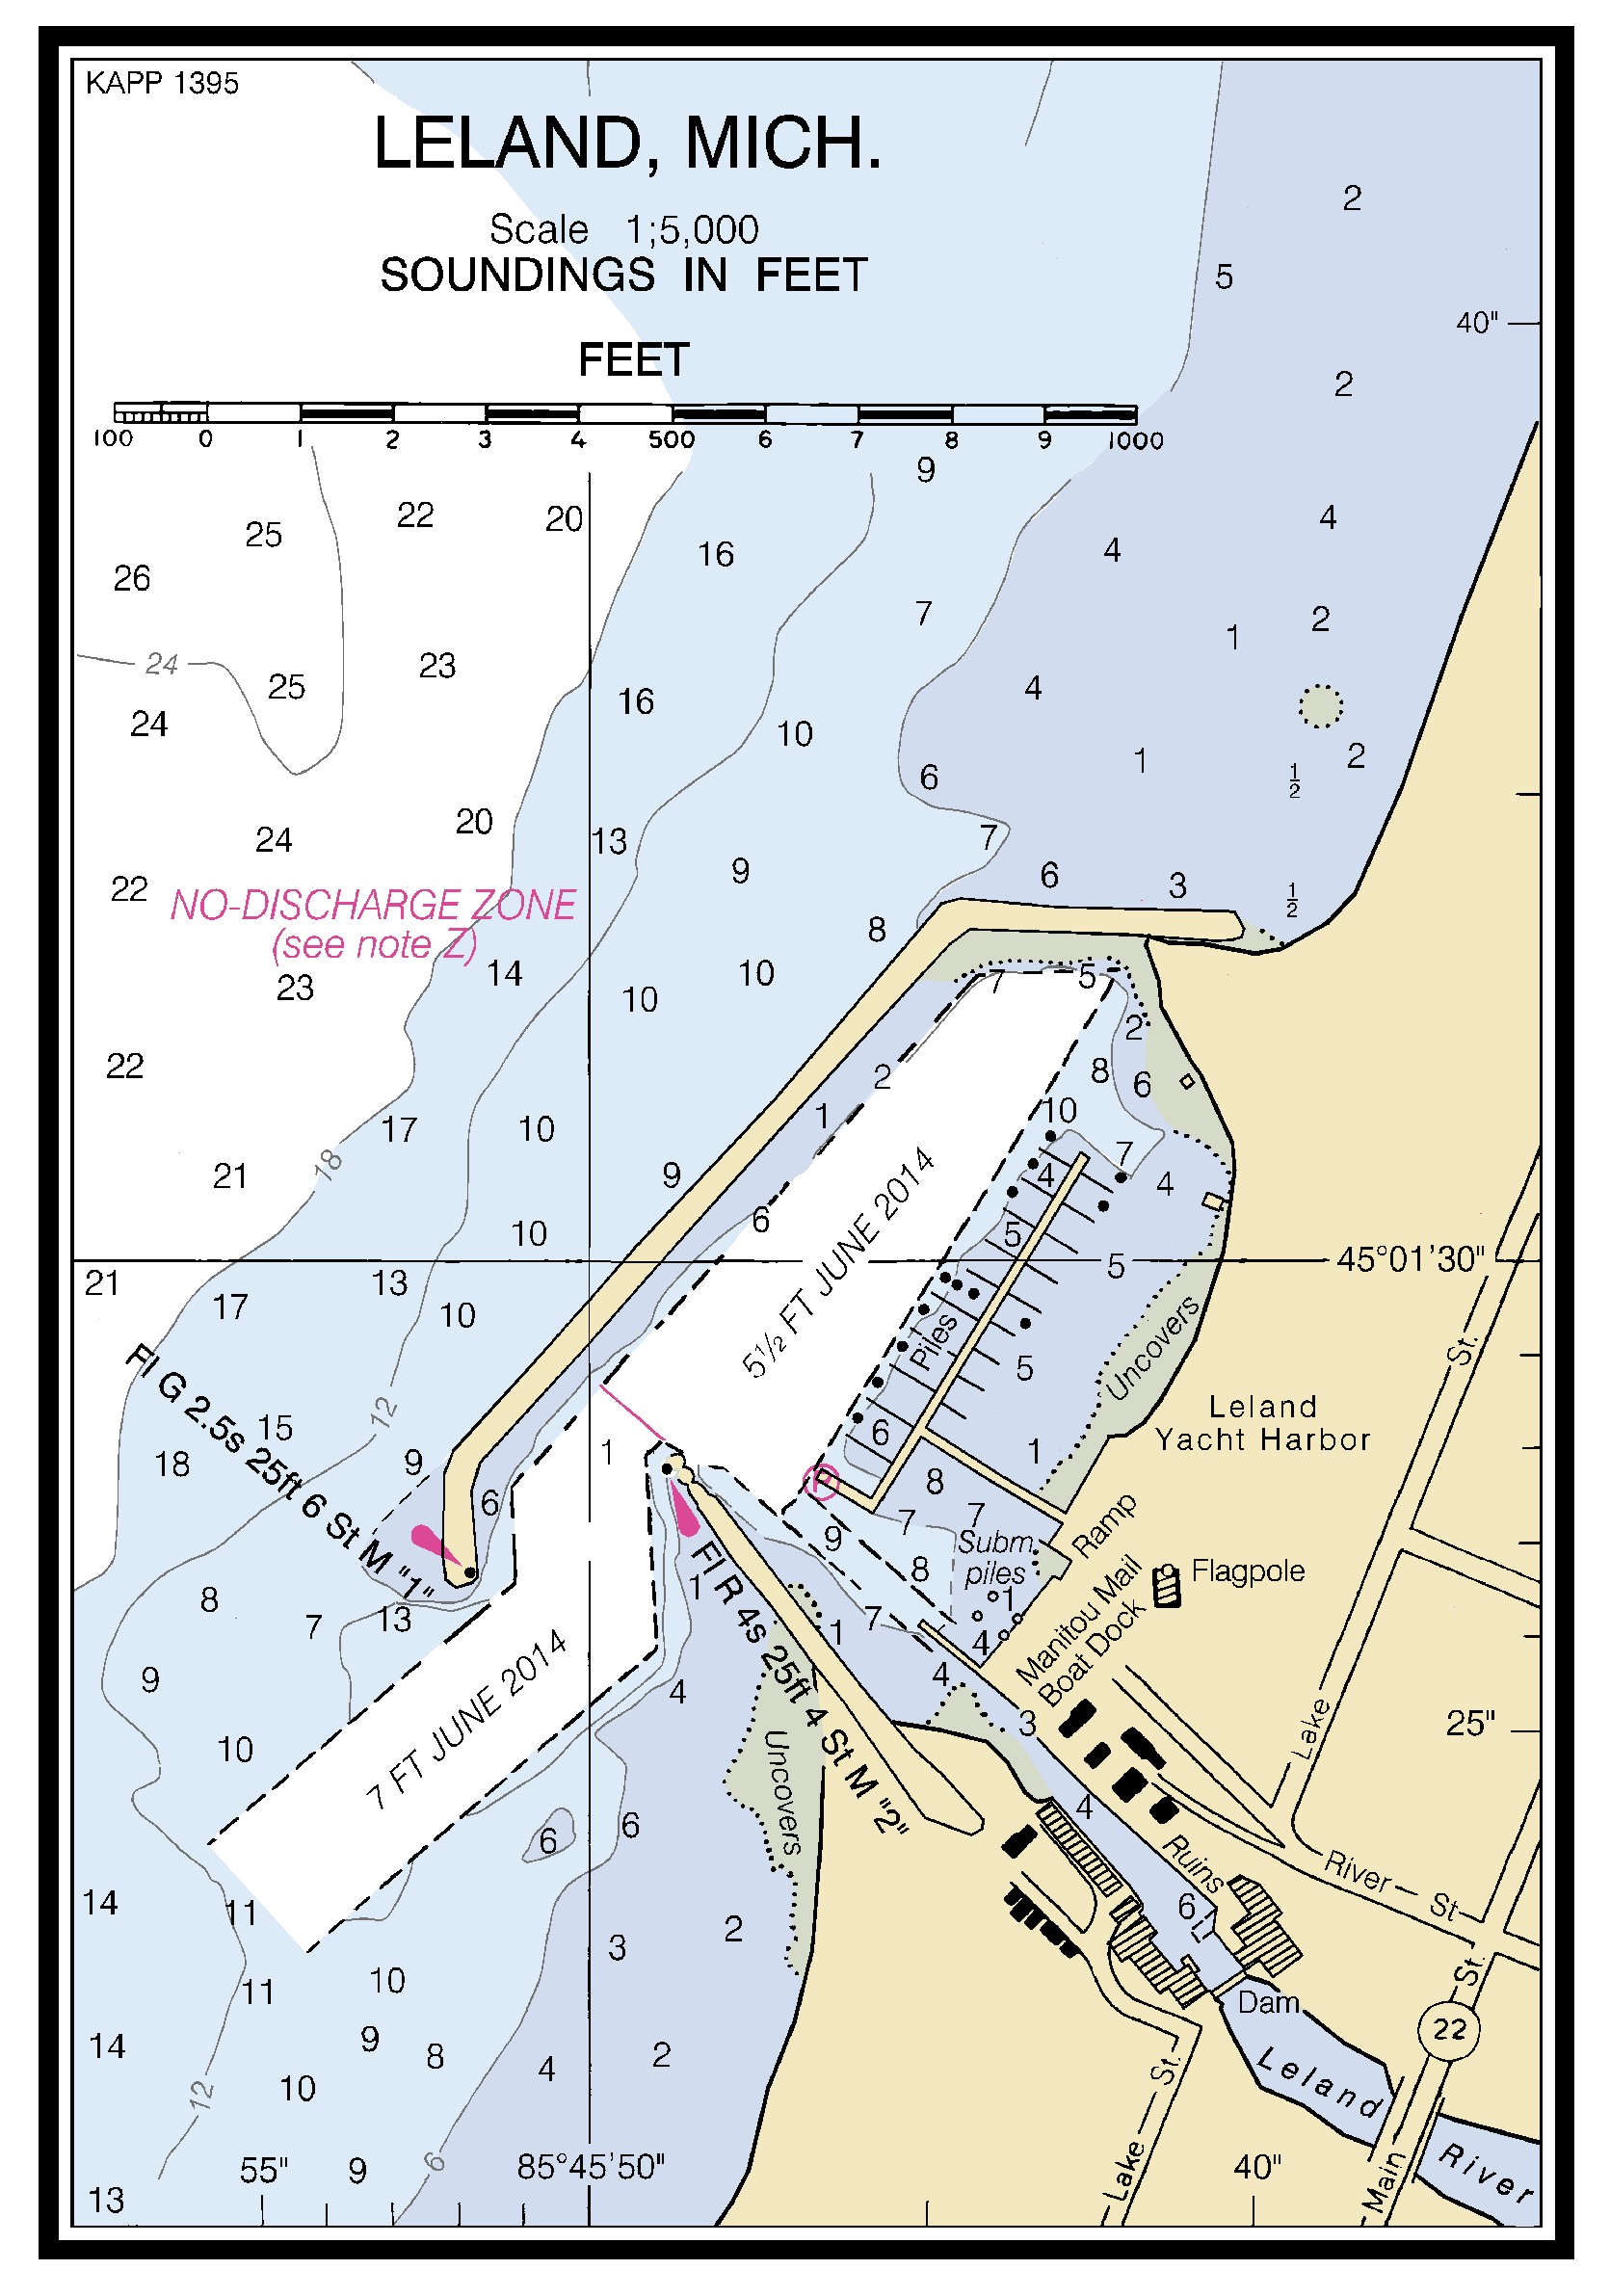 KAPP 1395
LELAND, MICH.
Scale 1;5,000
SOUNDINGS IN FEET
FEET
100 0 1 2 3 4 500 6 7 8 9 1000
2
5
40"
2
9
25 22 20 16 4 4
26
7 1 2
24 23
25 16 4
24 10
6 1 2
1/2
20
24 13 7
9 6 3
22 NO-DISCHARGE ZONE
(see note Z)
8 1/2
23 14 10 10
7 5
2
22 2 8 6
10
1
17 10
18
21 9 7
4 4
6
10 5
5 1/2 FT JUNE 2014
45°01'30"
21 13 5
17 10
Piles
Uncovers
5
St.
Fl G 2.5s 25ft 6 St M "1"
12
15
18 9 1 6 1
Leland
Yacht Harbor
P
6 8
7 7
9
Subm.
piles
Ramp
8
Flagpole
8 7 13
1
Fl R 4s 25ft 4 St M "2"
1 7 1
4
Manitou Mail
Boat Dock
7 FT JUNE 2014
9 4 4
10 3
25"
Lake
Uncovers
4
6 6
Ruins
River St
14 11 6
2
3
11 10
St.
Dam
22
14 9 8 4 2
10
12
Leland
River
St.
55" 9 6 85°45'50" 40"
Lake
Main
13